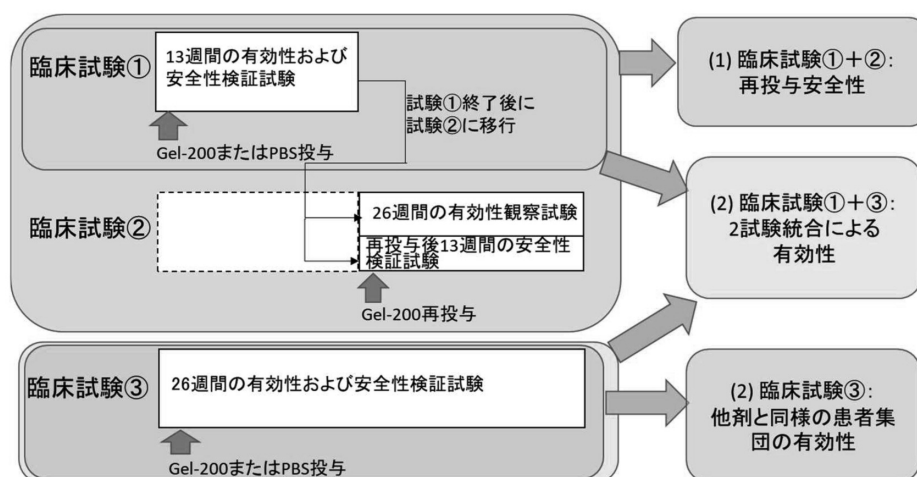 臨床試験①
13週間の有効性および
安全性検証試験
試験①終了後に
試験②に移行
Gel-200またはPBS投与
臨床試験②
26週間の有効性観察試験
再投与後13週間の安全性
検証試験
Gel-200再投与
臨床試験③
26週間の有効性および安全性検証試験
Gel-200またはPBS投与
(1) 臨床試験①+②:
再投与安全性
(2) 臨床試験①+③:
2試験統合による
有効性
(2) 臨床試験③:
他剤と同様の患者集
団の有効性